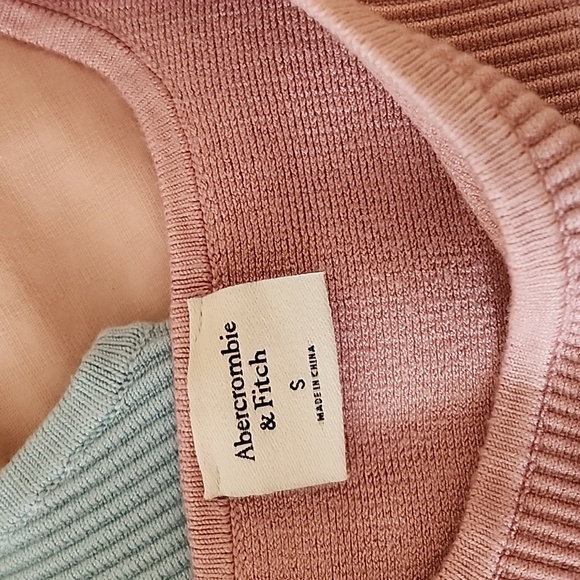 Abercrombie
& Fitch
S
MADE IN CHINA